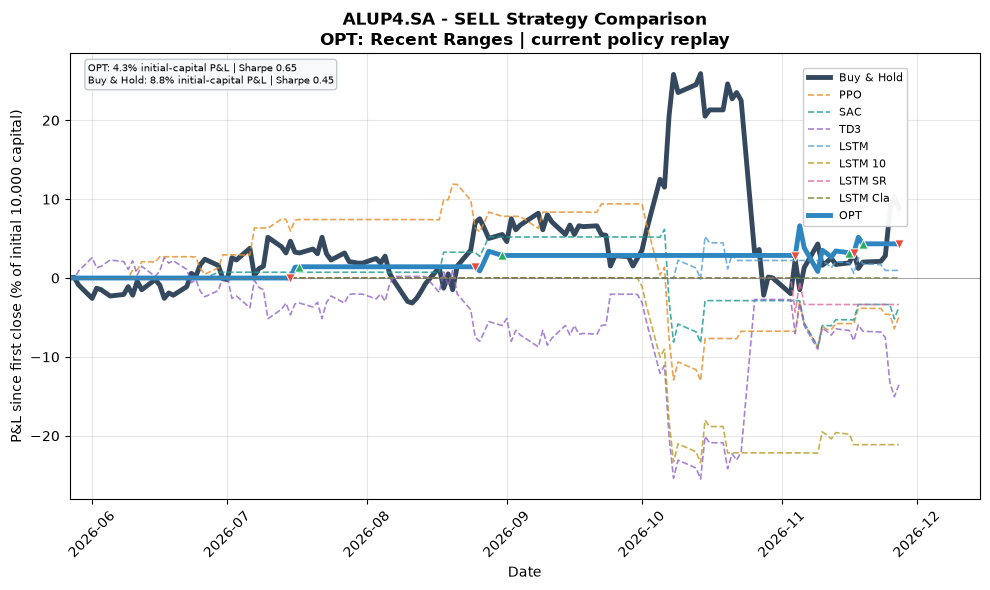 ALUP4.SA - SELL Strategy Comparison
OPT: Recent Ranges | current policy replay
OPT: 4.3% initial-capital P&L | Sharpe 0.65
Buy & Hold: 8.8% initial-capital P&L | Sharpe 0.45
Buy & Hold
PPO
SAC
TD3
LSTM
LSTM 10
LSTM SR
LSTM Cla
OPT
P&L since first close (% of initial 10,000 capital)
20
10
0
−10
−20
2026-06
2026-07
2026-08
2026-09
2026-10
2026-11
2026-12
Date